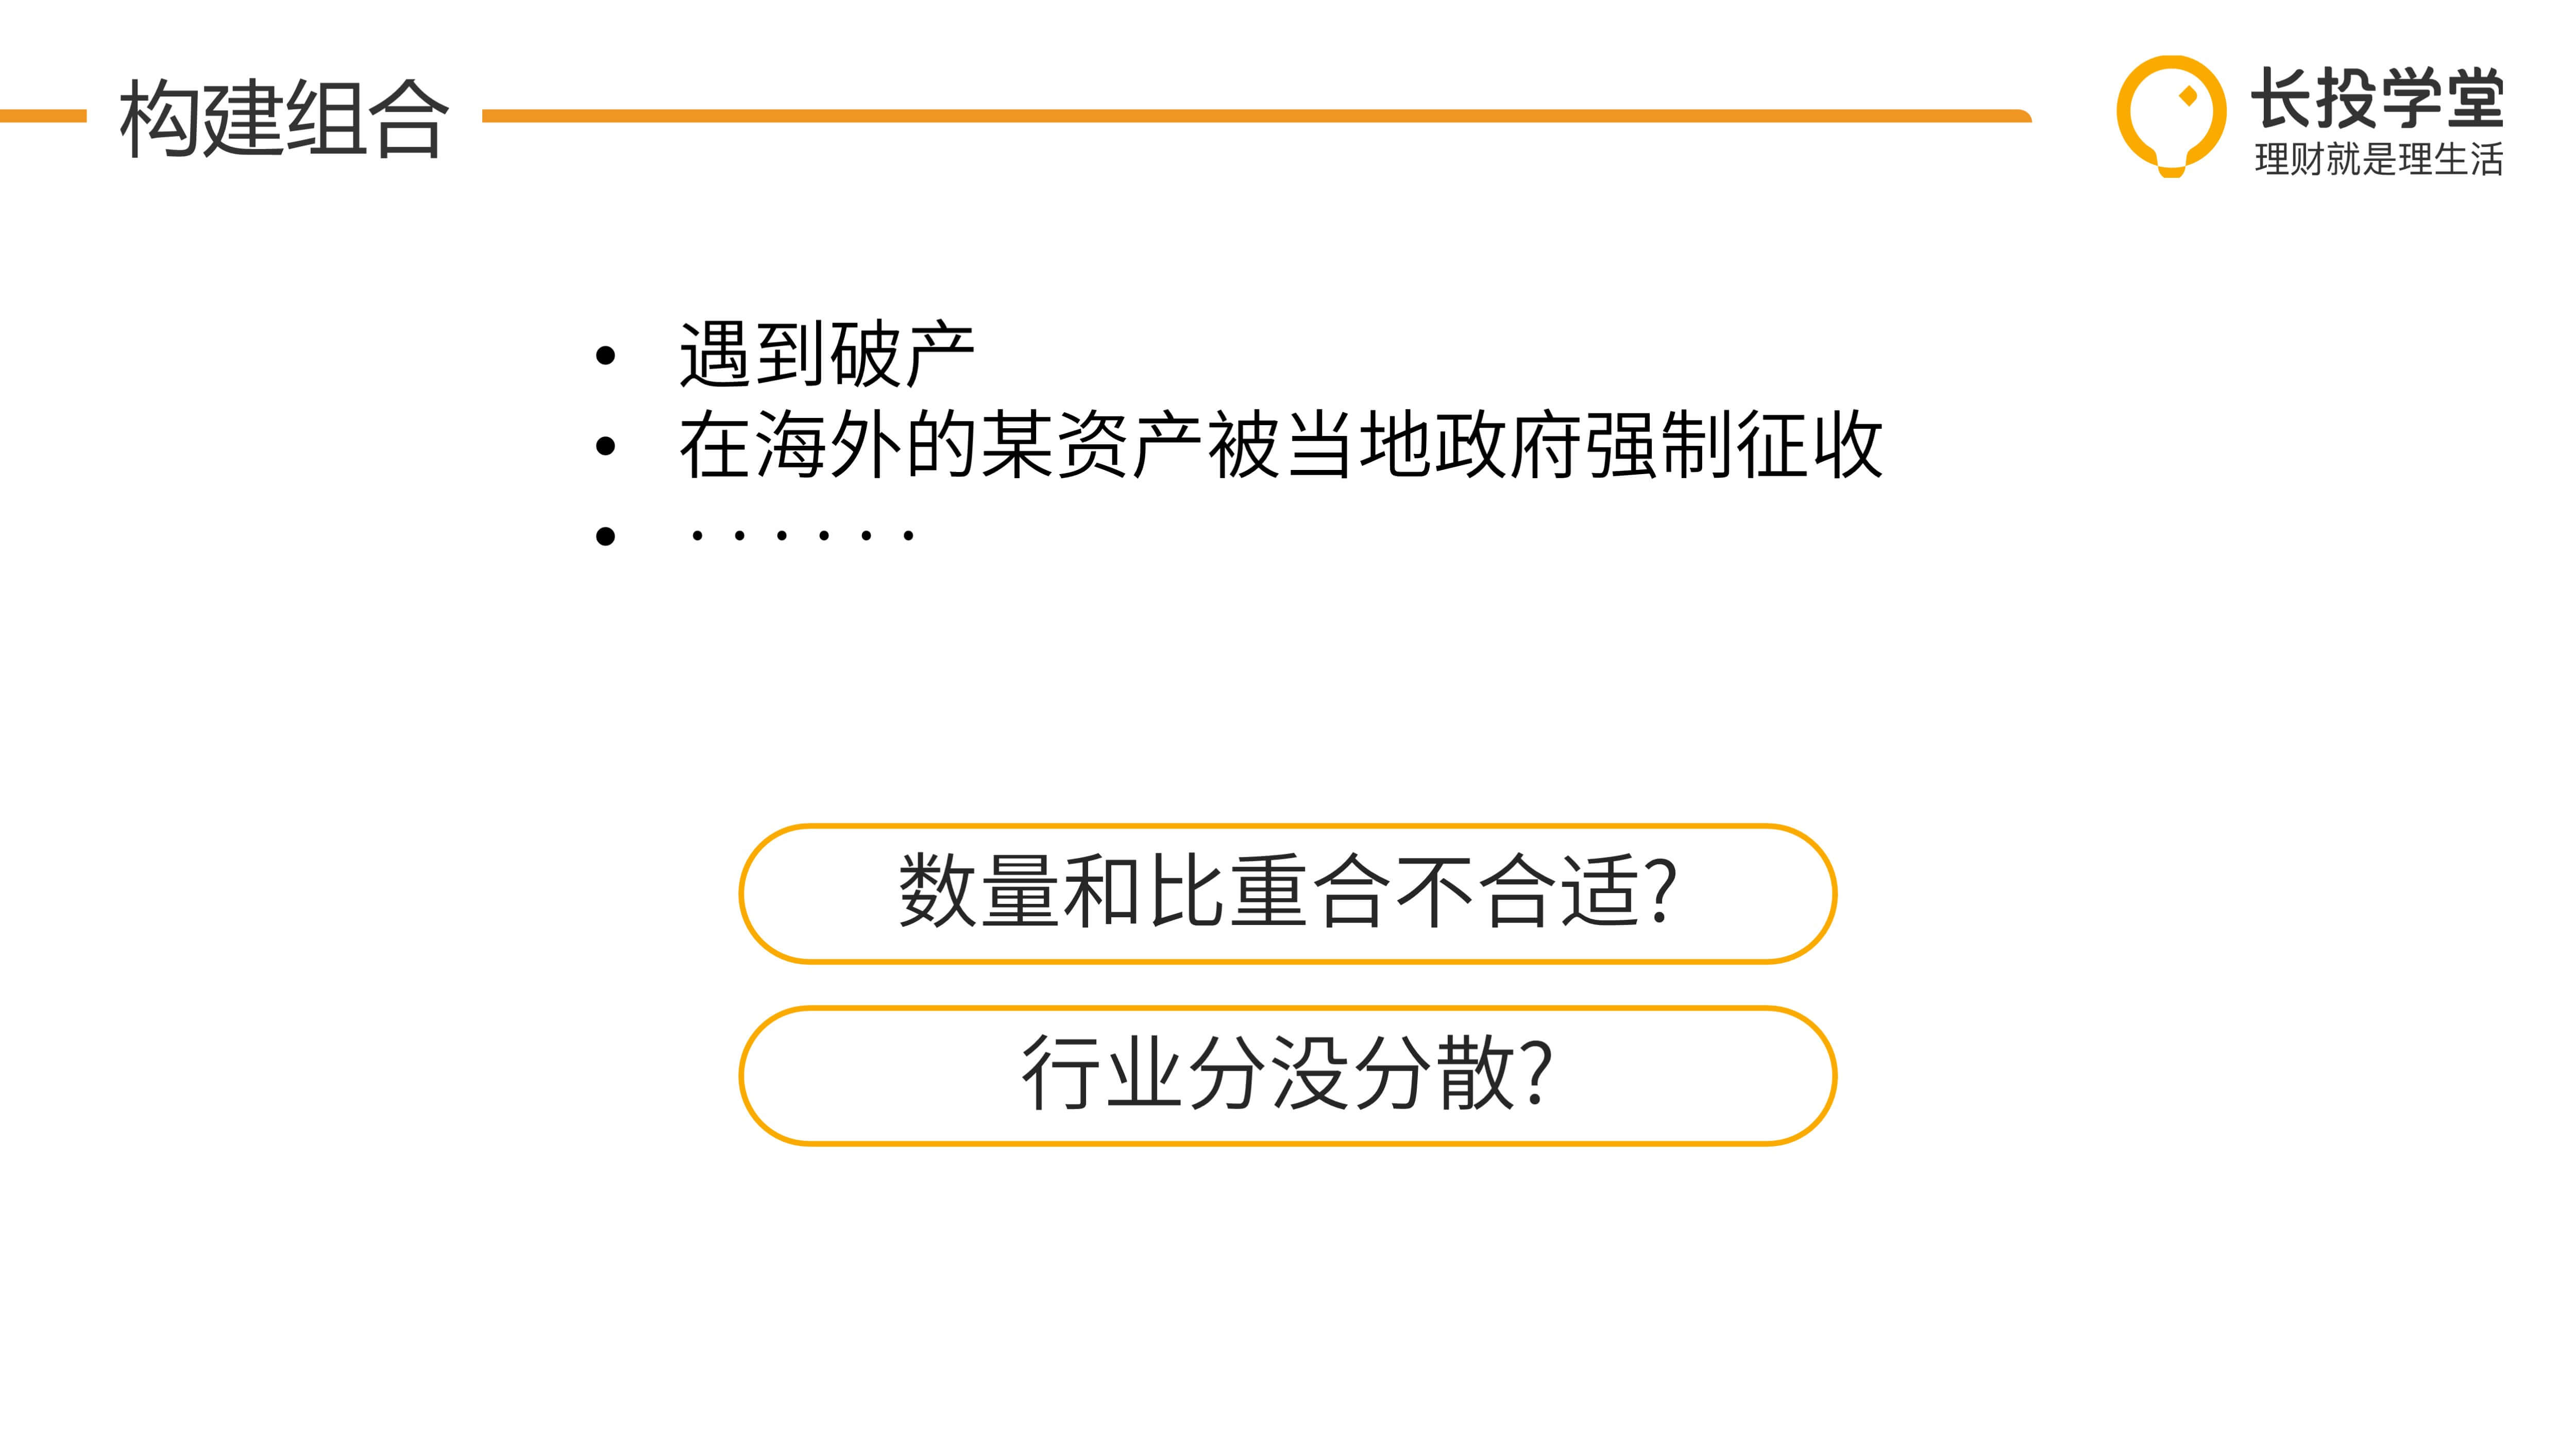 构建组合
长投学堂
理财就是理生活
• 遇到破产
• 在海外的某资产被当地政府强制征收
• ······
数量和比重合不合适?
行业分没分散?